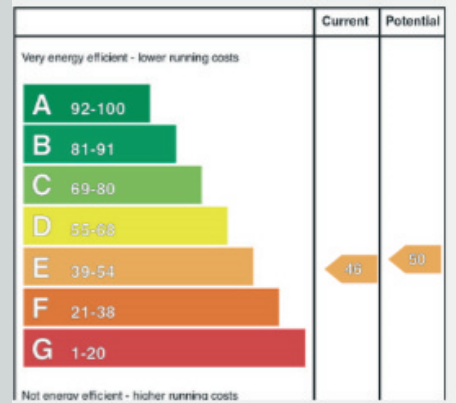 Current Potential
Very energy efficient - lower running costs
A 92-100
B 81-91
C 69-80
D 55-68
E 39-54
46
50
F 21-38
G 1-20
Not energy efficient - higher running costs